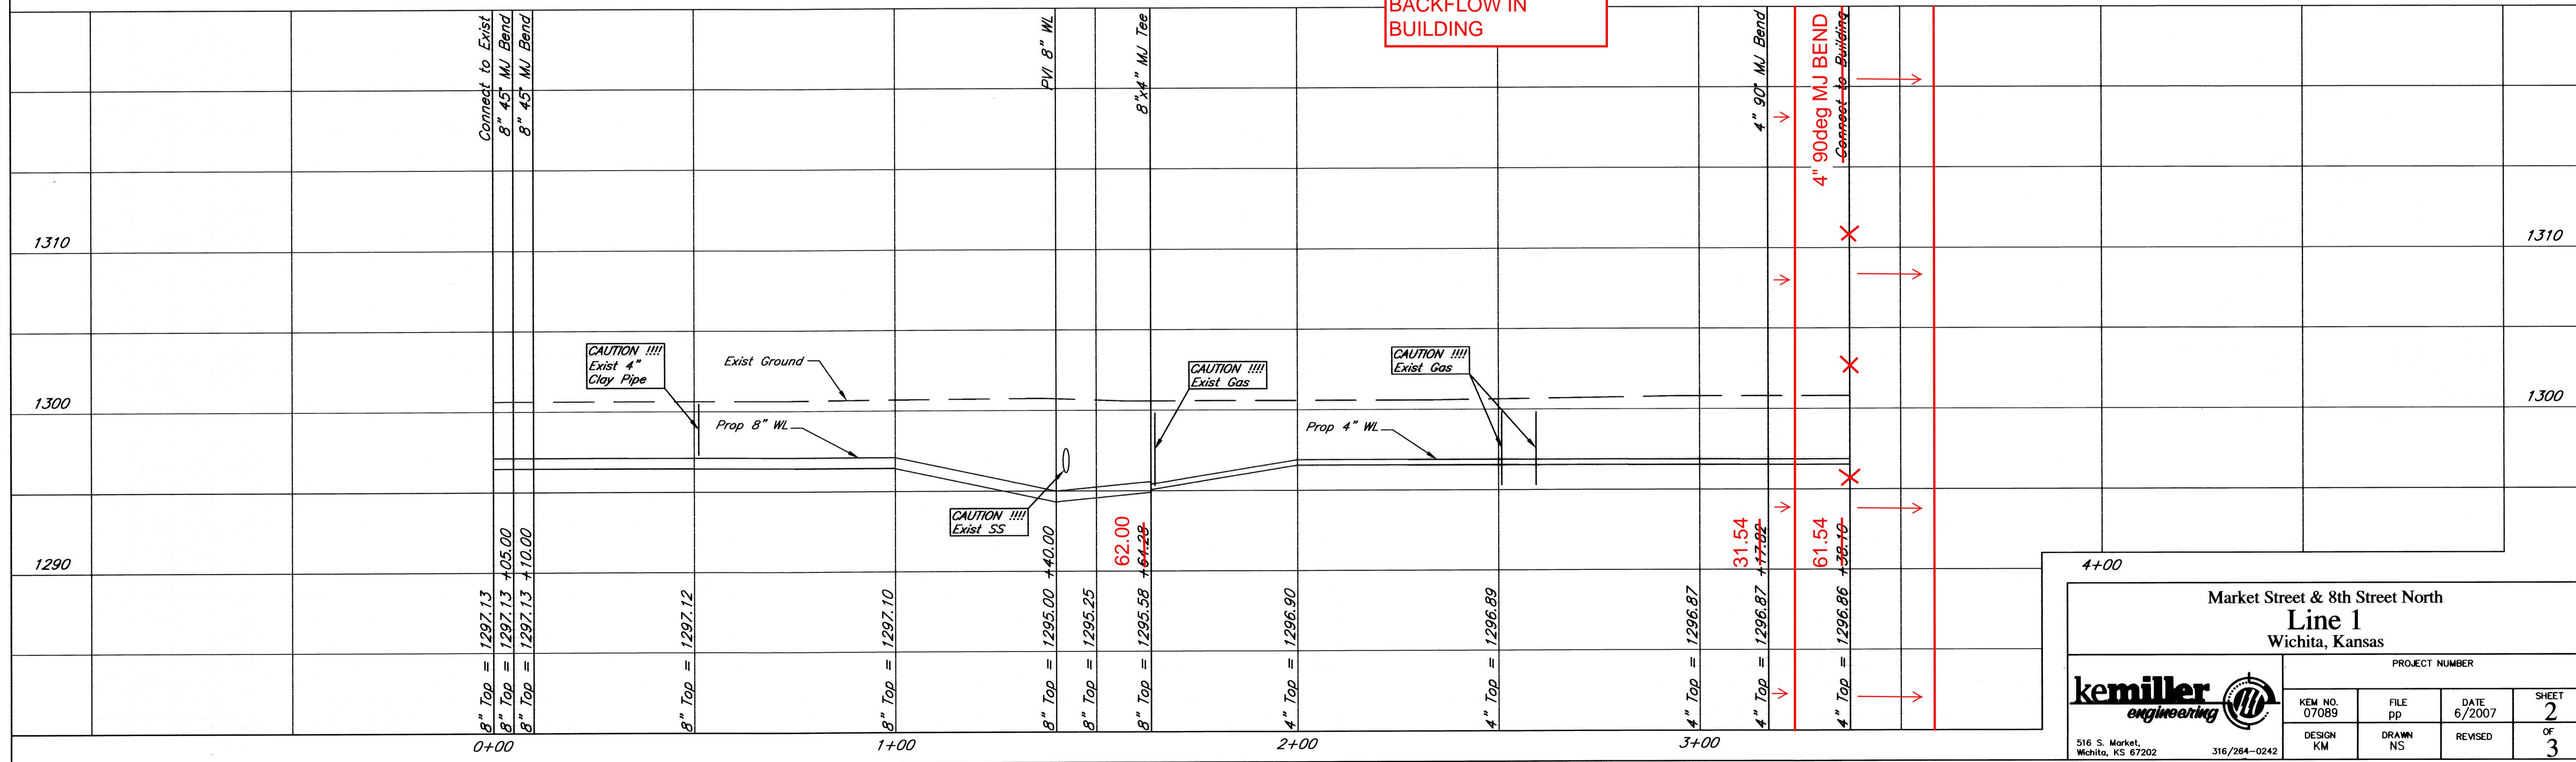 BACKFLOW IN
BUILDING
Connect to Exist
8" 45° MJ Bend
8" 45° MJ Bend
PVI 8" WL
8"x4" MJ Tee
4" 90° MJ Bend
4" 90deg MJ BEND
Connect to Building
1310
1310
CAUTION !!!!
Exist 4"
Clay Pipe
Exist Ground
CAUTION !!!!
Exist Gas
CAUTION !!!!
Exist Gas
1300
1300
Prop 8" WL
Prop 4" WL
CAUTION !!!!
Exist SS
1290
8" Top = 1297.13
8" Top = 1297.13 +05.00
8" Top = 1297.13 +10.00
8" Top = 1297.12
8" Top = 1297.10
8" Top = 1295.00 +40.00
8" Top = 1295.25
62.00
8" Top = 1295.58 +64.28
4" Top = 1296.90
4" Top = 1296.89
4" Top = 1296.87
31.54
4" Top = 1296.87 +17.82
61.54
4" Top = 1296.86 +38.10
0+00
1+00
2+00
3+00
4+00
Market Street & 8th Street North
Line 1
Wichita, Kansas
PROJECT NUMBER
kemiller
engineering
516 S. Market,
Wichita, KS 67202
316/264-0242
KEM NO.
07089
FILE
pp
DATE
6/2007
SHEET
2
DESIGN
KM
DRAWN
NS
REVISED
OF
3